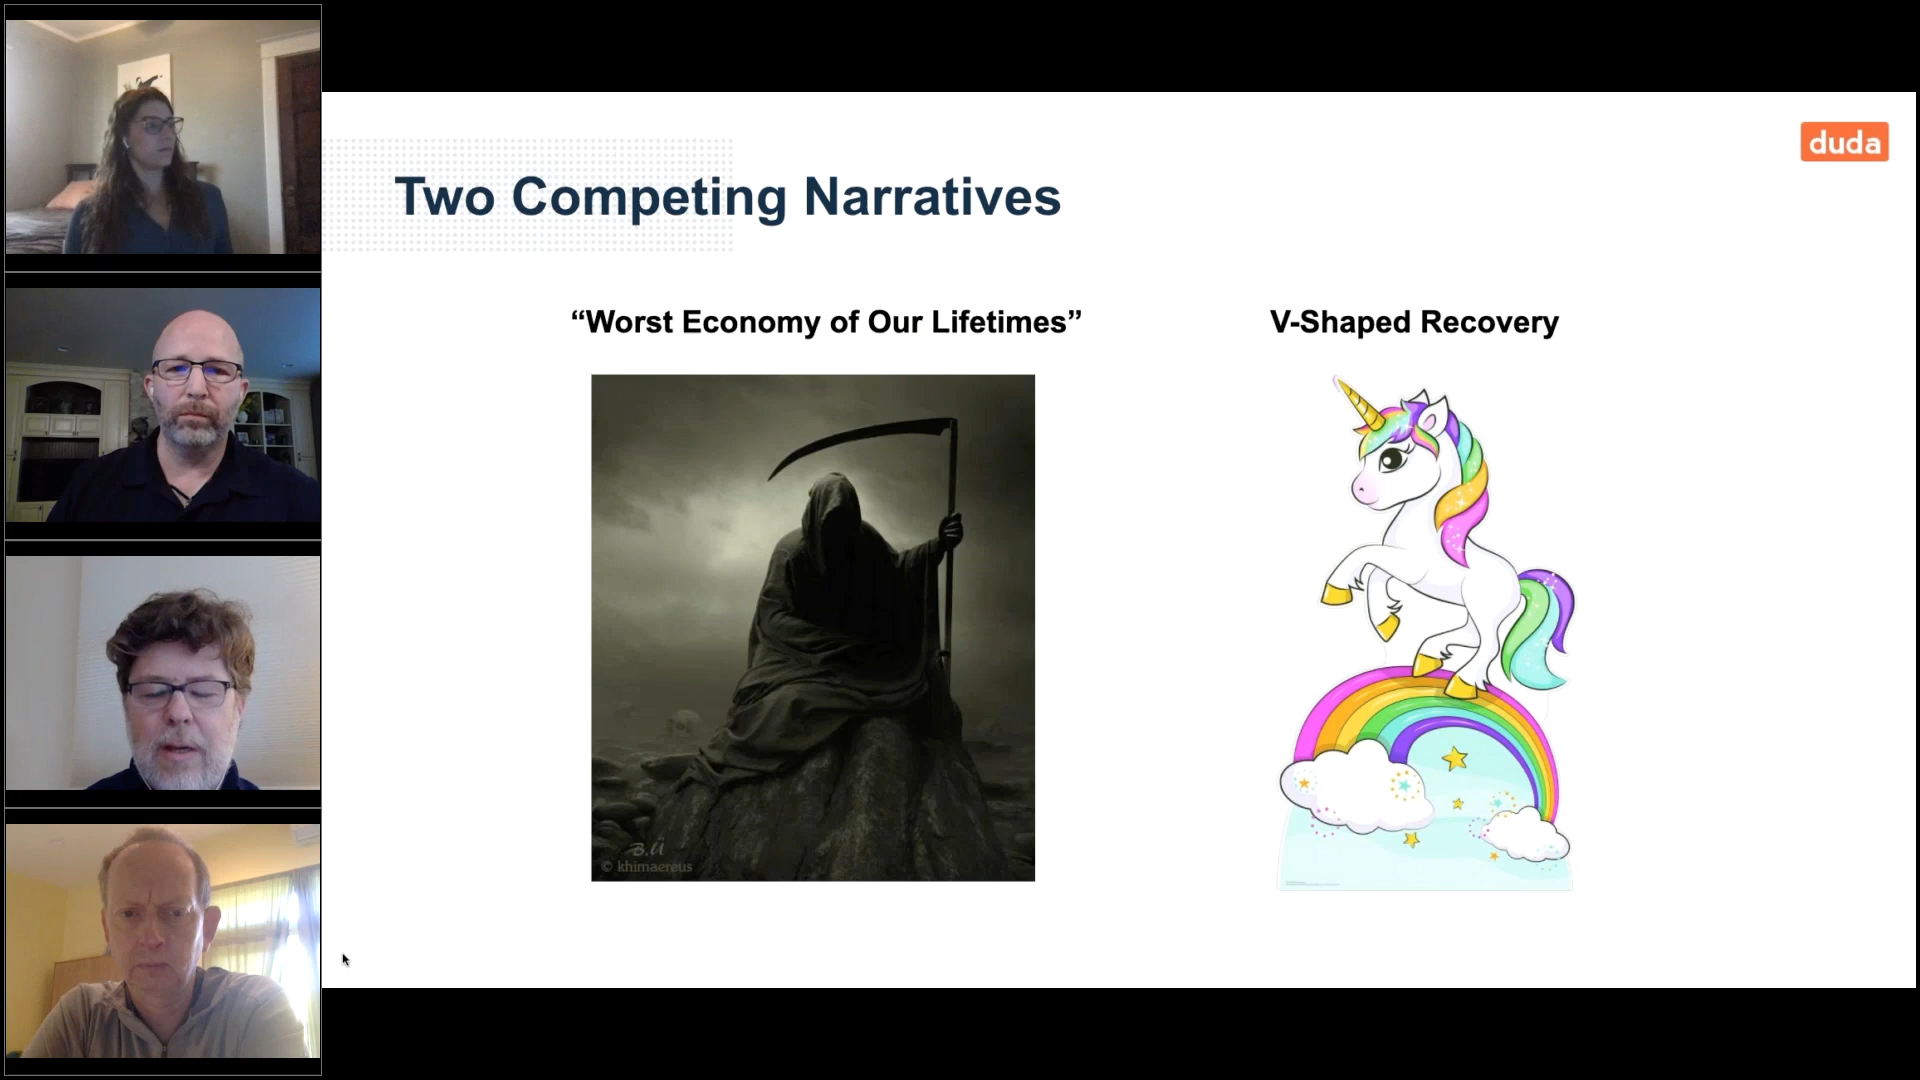 duda
Two Competing Narratives
“Worst Economy of Our Lifetimes”
V-Shaped Recovery
B.U
© khimaereus